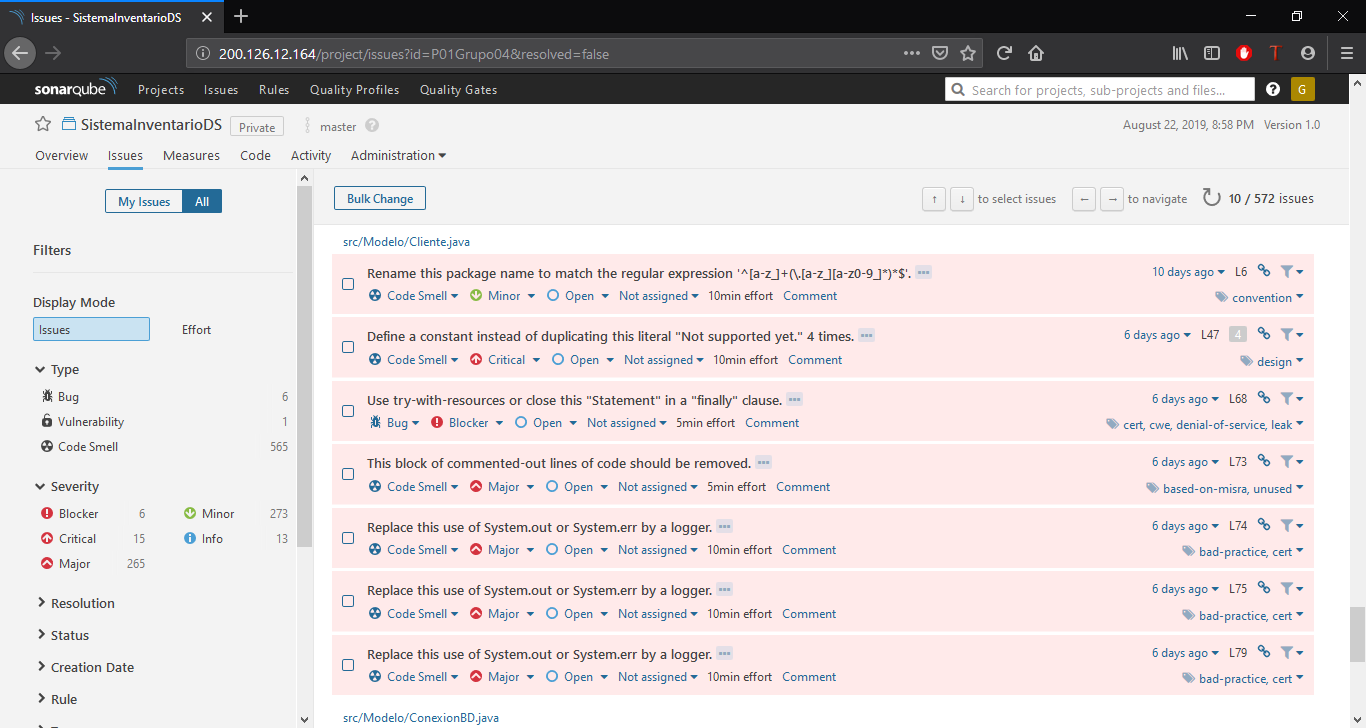 Issues - SistemaInventarioDS
200.126.12.164/project/issues?id=P01Grupo04&resolved=false
sonarqube Projects Issues Rules Quality Profiles Quality Gates Search for projects, sub-projects and files... ? G
SistemaInventarioDS Private master ? August 22, 2019, 8:58 PM Version 1.0
Overview Issues Measures Code Activity Administration
My Issues All
Bulk Change ↑ ↓ to select issues ← → to navigate 10 / 572 issues
Filters
Display Mode
Issues Effort
Type
Bug 6
Vulnerability 1
Code Smell 565
Severity
Blocker 6 Minor 273
Critical 15 Info 13
Major 265
Resolution
Status
Creation Date
Rule
src/Modelo/Cliente.java
Rename this package name to match the regular expression '^[a-z_]+(\.[a-z_][a-z0-9_]*)*$'. 10 days ago L6
Code Smell Minor Open Not assigned 10min effort Comment convention
Define a constant instead of duplicating this literal "Not supported yet." 4 times. 6 days ago L47 4
Code Smell Critical Open Not assigned 10min effort Comment design
Use try-with-resources or close this "Statement" in a "finally" clause. 6 days ago L68
Bug Blocker Open Not assigned 5min effort Comment cert, cwe, denial-of-service, leak
This block of commented-out lines of code should be removed. 6 days ago L73
Code Smell Major Open Not assigned 5min effort Comment based-on-misra, unused
Replace this use of System.out or System.err by a logger. 6 days ago L74
Code Smell Major Open Not assigned 10min effort Comment bad-practice, cert
Replace this use of System.out or System.err by a logger. 6 days ago L75
Code Smell Major Open Not assigned 10min effort Comment bad-practice, cert
Replace this use of System.out or System.err by a logger. 6 days ago L79
Code Smell Major Open Not assigned 10min effort Comment bad-practice, cert
src/Modelo/ConexionBD.java